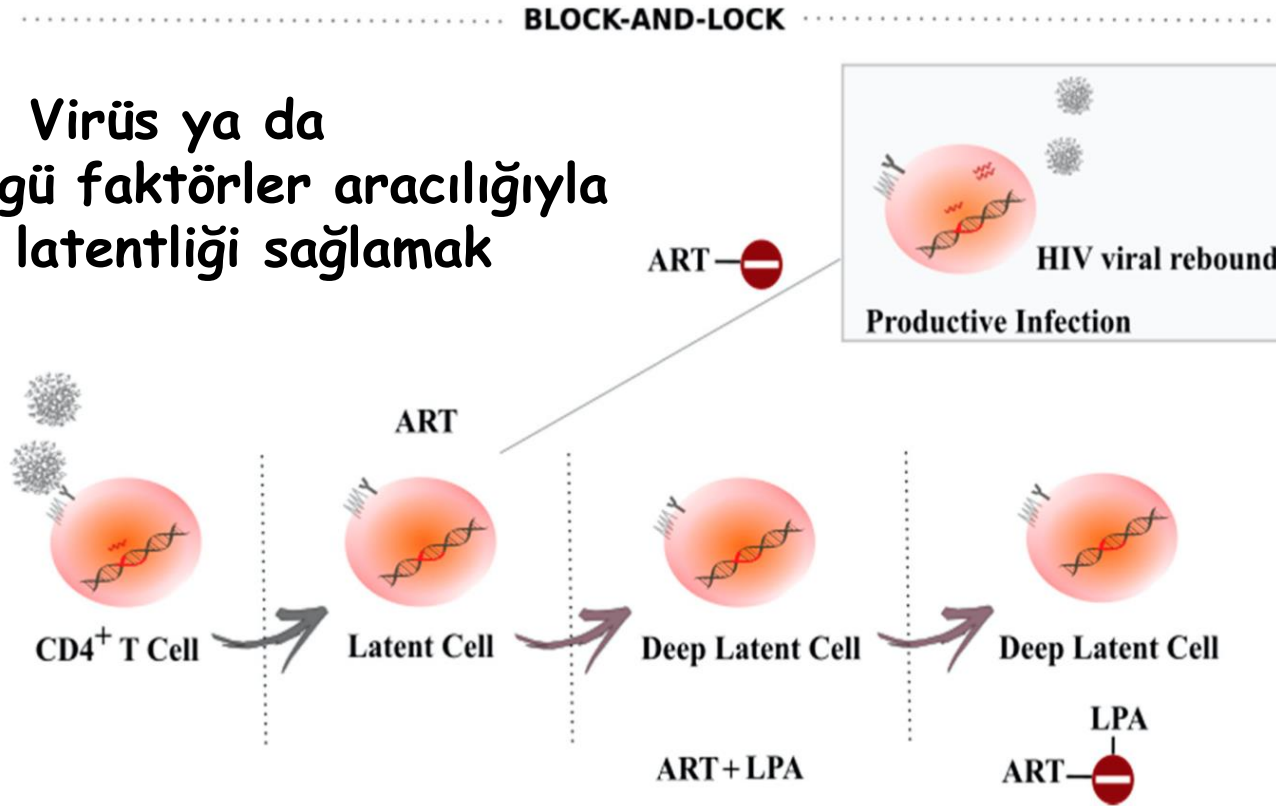 BLOCK-AND-LOCK
Virüs ya da
gü faktörler aracılığıyla
latentliği sağlamak
ART
HIV viral rebound
Productive Infection
ART
CD4⁺ T Cell
Latent Cell
Deep Latent Cell
Deep Latent Cell
ART+LPA
LPA
ART